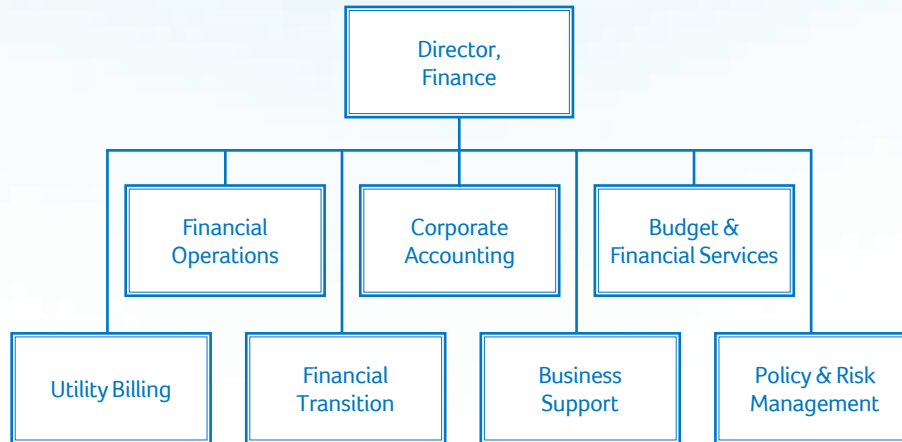 Director,
Finance
Financial
Operations
Corporate
Accounting
Budget &
Financial Services
Utility Billing
Financial
Transition
Business
Support
Policy & Risk
Management